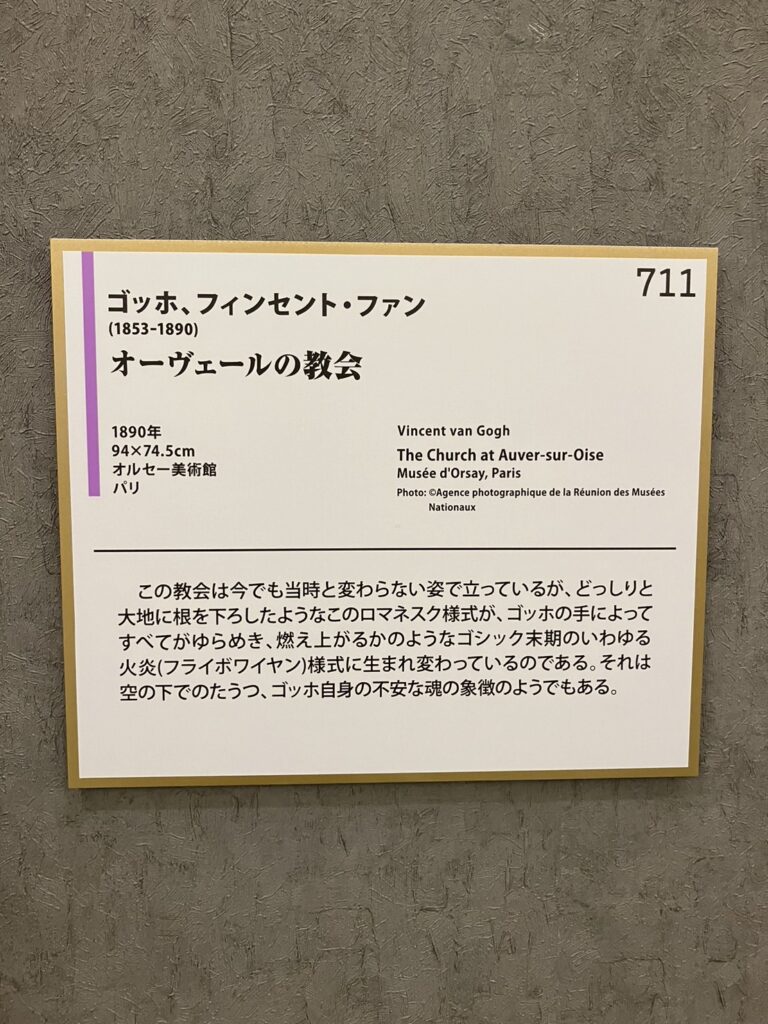 711
ゴッホ、フィンセント・ファン
(1853-1890)
オーヴェールの教会
1890年
94×74.5cm
オルセー美術館
パリ
Vincent van Gogh
The Church at Auver-sur-Oise
Musée d'Orsay, Paris
Photo: ©Agence photographique de la Réunion des Musées
Nationaux
この教会は今でも当時と変わらない姿で立っているが、どっしりと
大地に根を下ろしたようなこのロマネスク様式が、ゴッホの手によって
すべてがゆらめき、燃え上がるかのようなゴシック末期のいわゆる
火炎(フライボワイヤン)様式に生まれ変わっているのである。それは
空の下でのたうつ、ゴッホ自身の不安な魂の象徴のようでもある。